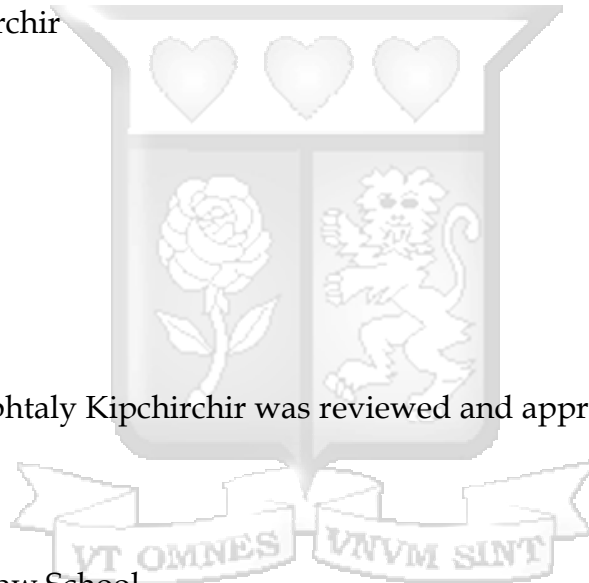 rchir
ohtaly Kipchirchir was reviewed and appr
VT OMNES VNVM SINT
aw School